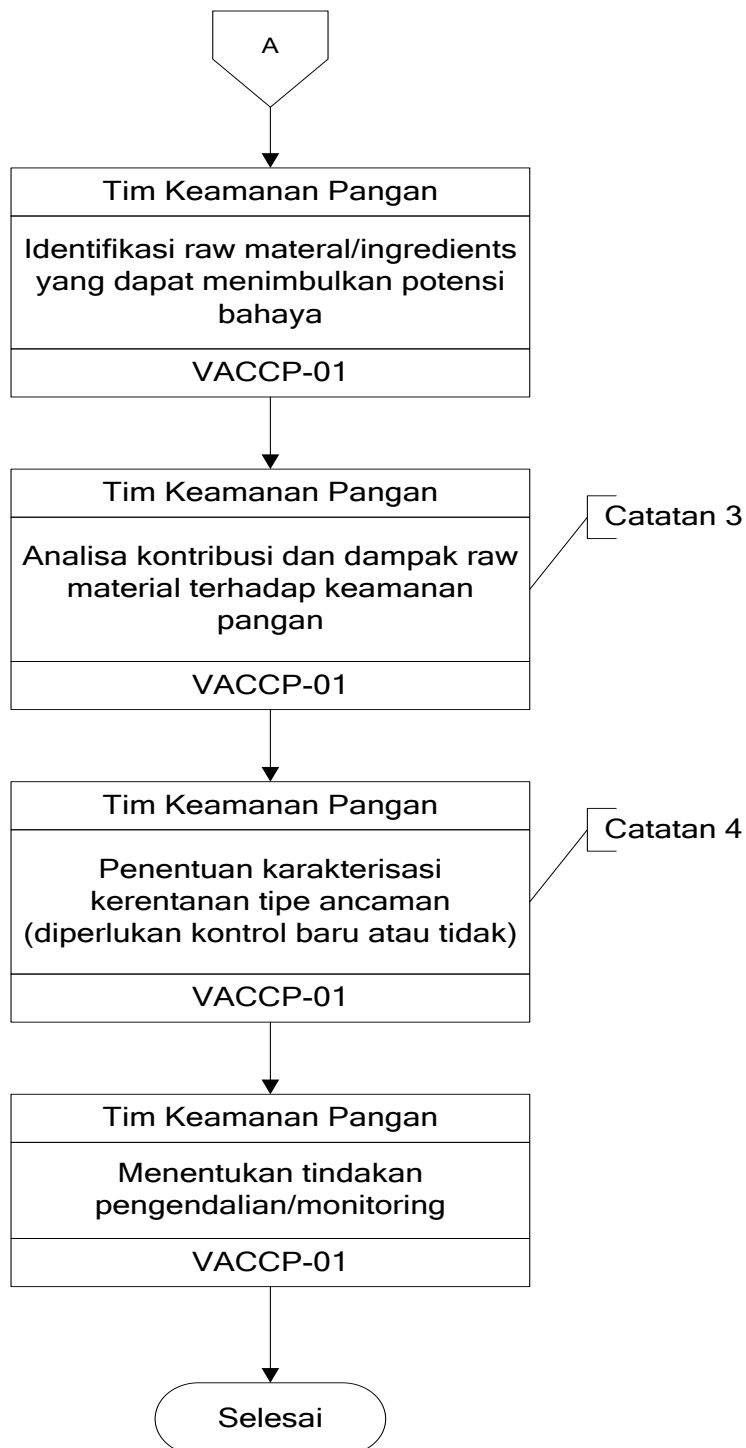 A
Tim Keamanan Pangan
Identifikasi raw materal/ingredients
yang dapat menimbulkan potensi
bahaya
VACCP-01
Tim Keamanan Pangan
Catatan 3
Analisa kontribusi dan dampak raw
material terhadap keamanan
pangan
VACCP-01
Tim Keamanan Pangan
Catatan 4
Penentuan karakterisasi
kerentanan tipe ancaman
(diperlukan kontrol baru atau tidak)
VACCP-01
Tim Keamanan Pangan
Menentukan tindakan
pengendalian/monitoring
VACCP-01
Selesai